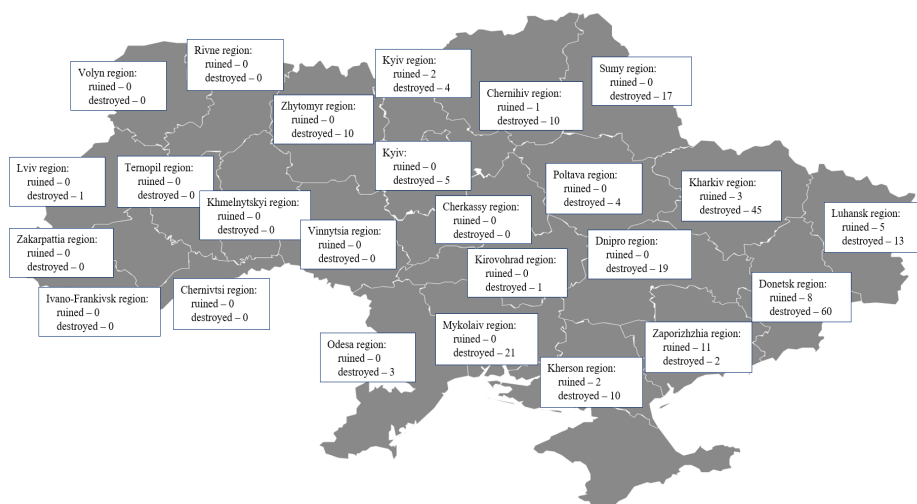 Rivne region:
ruined – 0
destroyed – 0
Volyn region:
ruined – 0
destroyed – 0
Kyiv region:
ruined – 2
destroyed – 4
Sumy region:
ruined – 0
destroyed – 17
Chernihiv region:
ruined – 1
destroyed – 10
Zhytomyr region:
ruined – 0
destroyed – 10
Kyiv:
ruined – 0
destroyed – 5
Lviv region:
ruined – 0
destroyed – 1
Ternopil region:
ruined – 0
destroyed – 0
Khmelnytskyi region:
ruined – 0
destroyed – 0
Poltava region:
ruined – 0
destroyed – 4
Kharkiv region:
ruined – 3
destroyed – 45
Cherkassy region:
ruined – 0
destroyed – 0
Luhansk region:
ruined – 5
destroyed – 13
Vinnytsia region:
ruined – 0
destroyed – 0
Zakarpattia region:
ruined – 0
destroyed – 0
Dnipro region:
ruined – 0
destroyed – 19
Kirovohrad region:
ruined – 0
destroyed – 1
Donetsk region:
ruined – 8
destroyed – 60
Chernivtsi region:
ruined – 0
destroyed – 0
Ivano-Frankivsk region:
ruined – 0
destroyed – 0
Mykolaiv region:
ruined – 0
destroyed – 21
Zaporizhzhia region:
ruined – 11
destroyed – 2
Odesa region:
ruined – 0
destroyed – 3
Kherson region:
ruined – 2
destroyed – 10